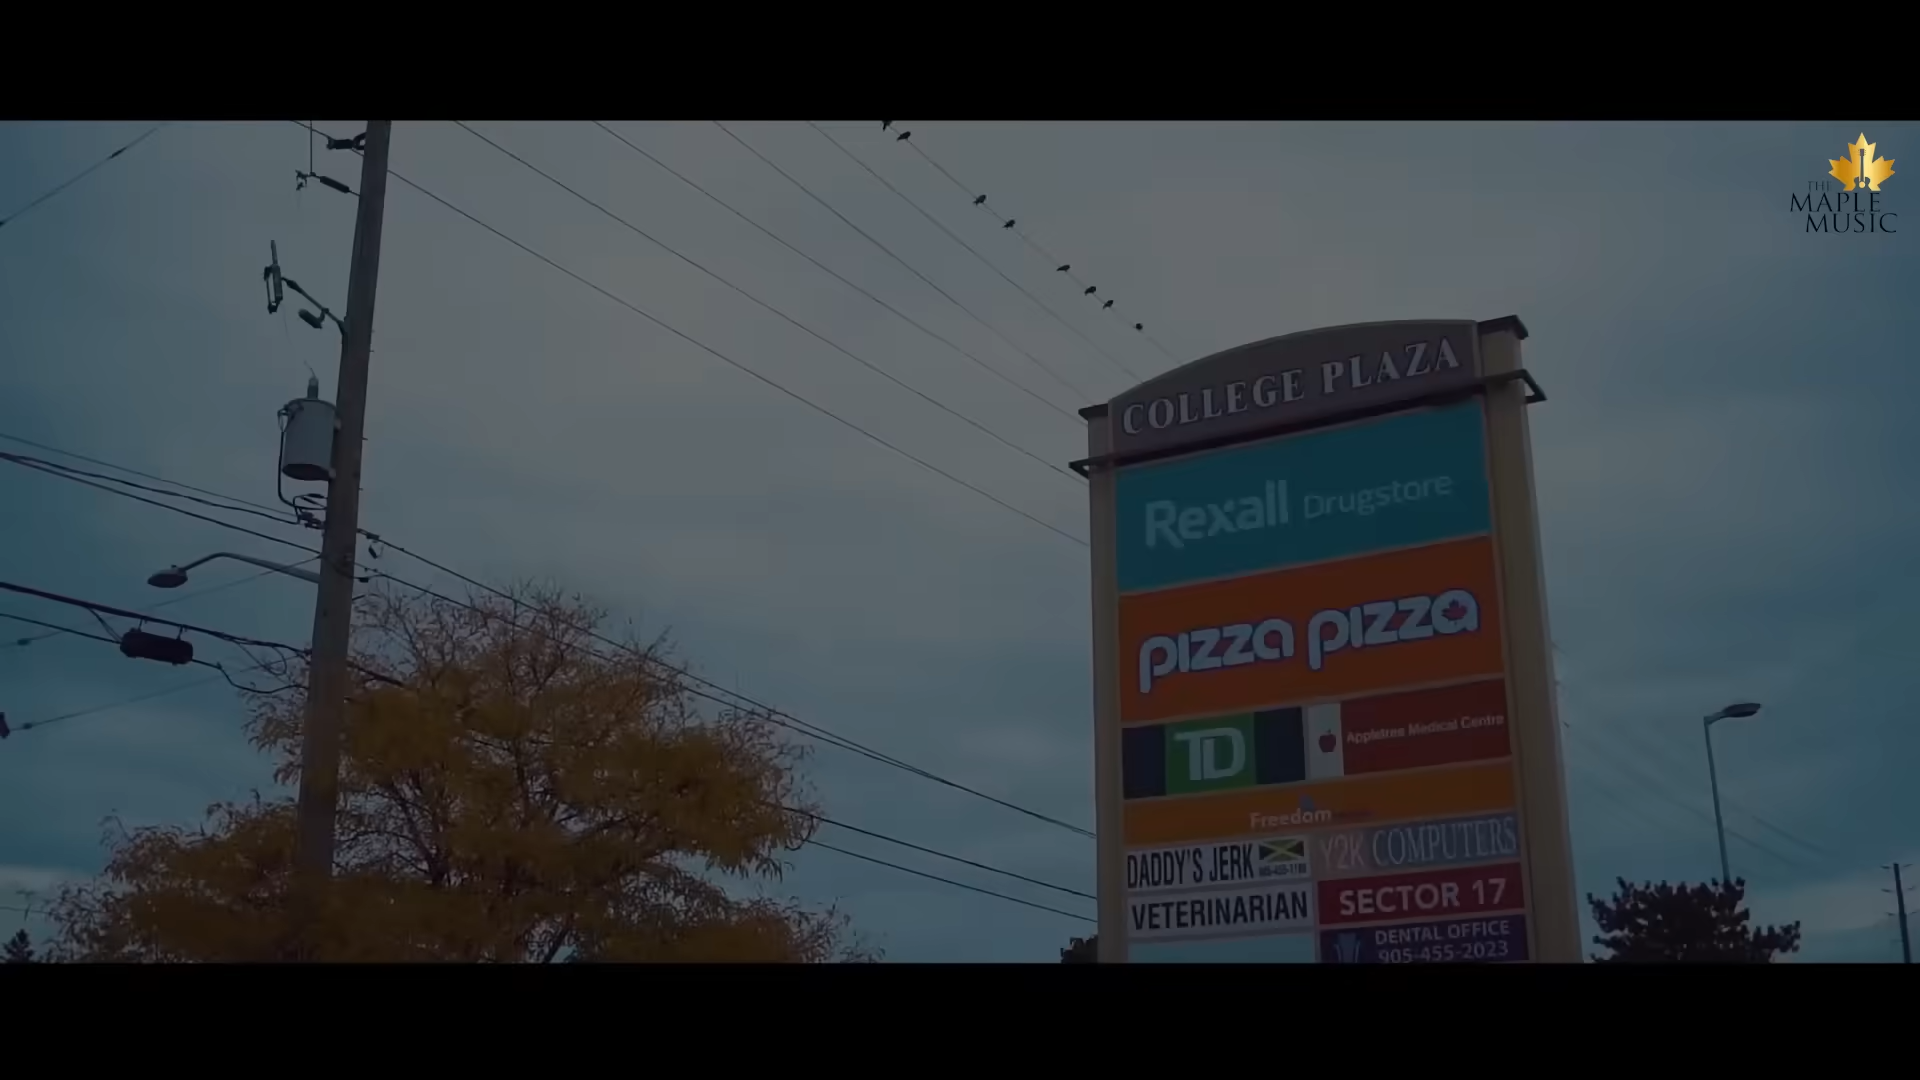 THE
MAPLE
MUSIC
COLLEGE PLAZA
Rexall Drugstore
pizza pizza
TD
Appletree Medical Centre
Freedom
DADDY'S JERK
Y2K COMPUTERS
VETERINARIAN
SECTOR 17
DENTAL OFFICE
905-455-2023